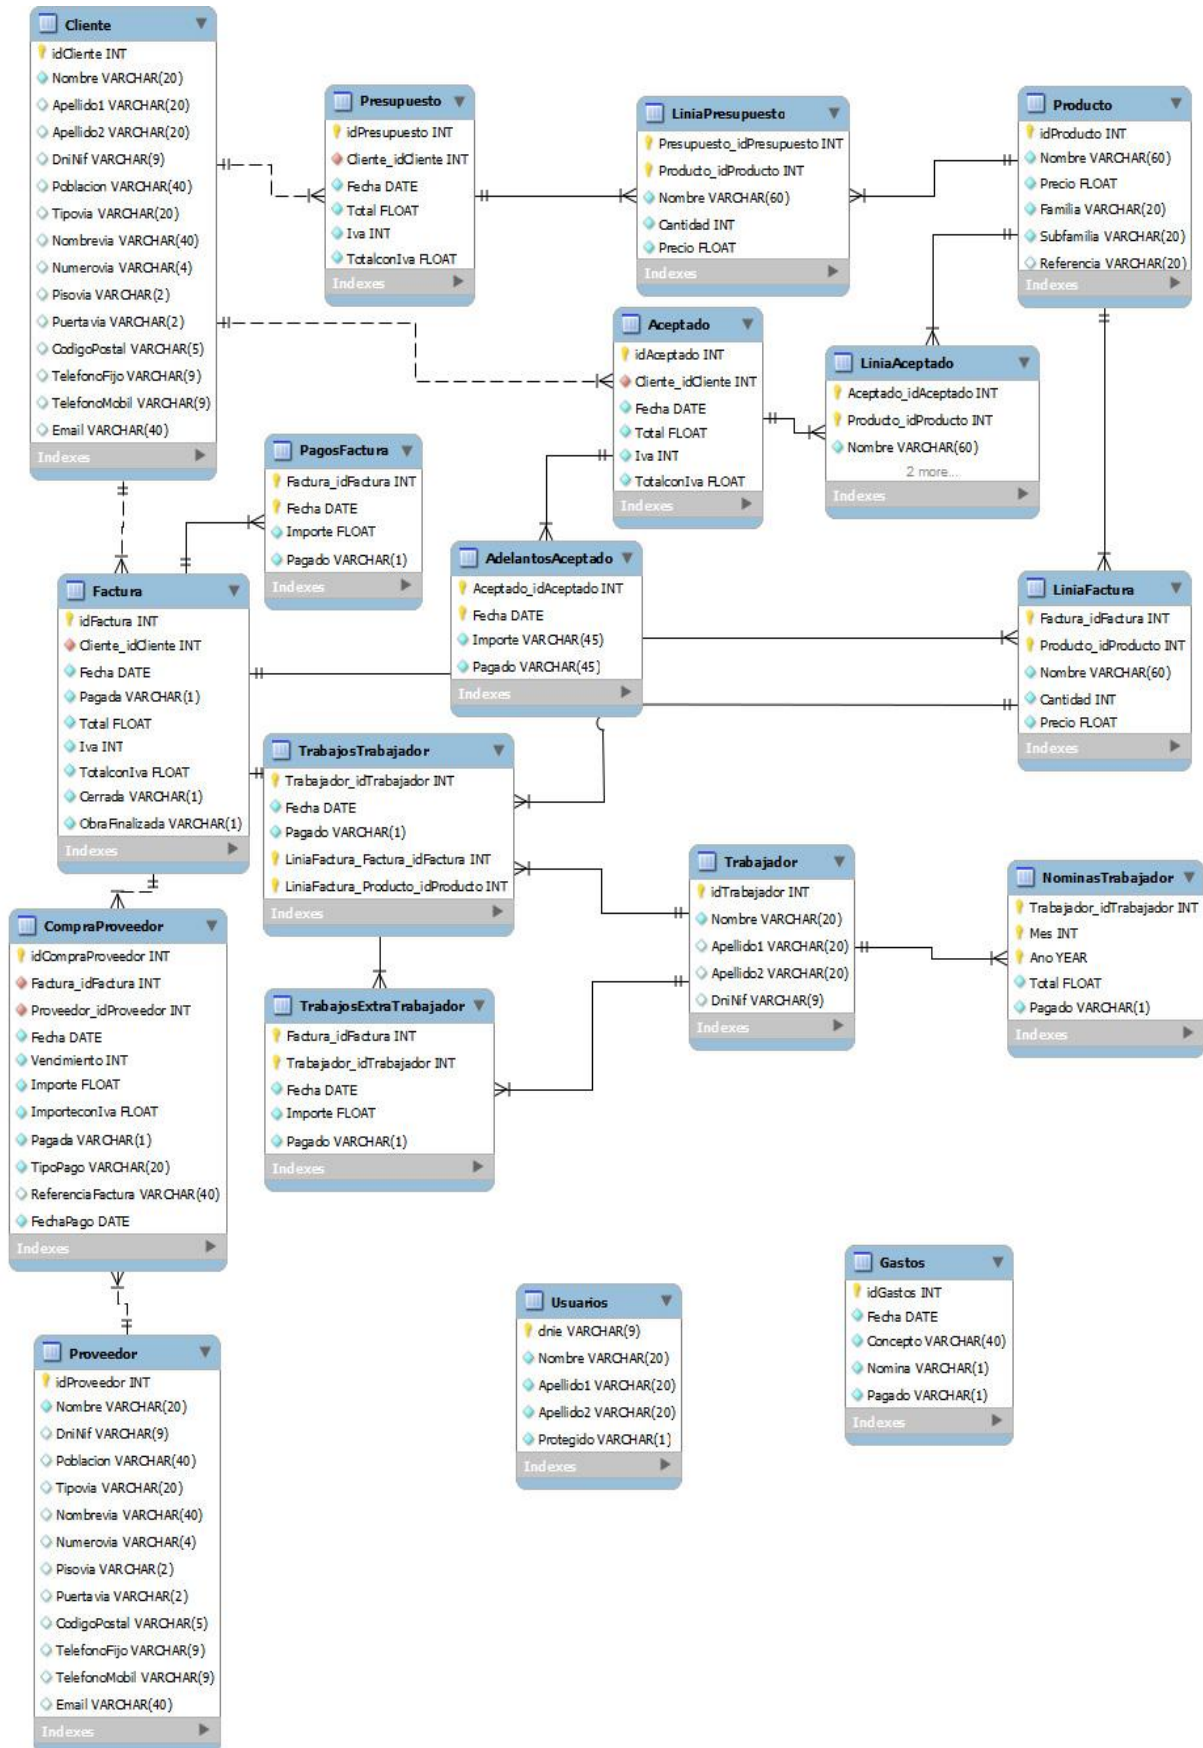 Cliente
idCliente INT
Nombre VARCHAR(20)
Apellido1 VARCHAR(20)
Apellido2 VARCHAR(20)
DniNif VARCHAR(9)
Poblacion VARCHAR(40)
Tipovia VARCHAR(20)
Nombrevia VARCHAR(40)
Numerovia VARCHAR(4)
Pisovia VARCHAR(2)
Puertavia VARCHAR(2)
CodigoPostal VARCHAR(5)
TelefonoFijo VARCHAR(9)
TelefonoMobil VARCHAR(9)
Email VARCHAR(40)
Indexes
Presupuesto
idPresupuesto INT
Cliente_idCliente INT
Fecha DATE
Total FLOAT
Iva INT
TotalconIva FLOAT
Indexes
LiniaPresupuesto
Presupuesto_idPresupuesto INT
Producto_idProducto INT
Nombre VARCHAR(60)
Cantidad INT
Precio FLOAT
Indexes
Producto
idProducto INT
Nombre VARCHAR(60)
Precio FLOAT
Familia VARCHAR(20)
Subfamilia VARCHAR(20)
Referencia VARCHAR(20)
Indexes
Aceptado
idAceptado INT
Cliente_idCliente INT
Fecha DATE
Total FLOAT
Iva INT
TotalconIva FLOAT
Indexes
LiniaAceptado
Aceptado_idAceptado INT
Producto_idProducto INT
Nombre VARCHAR(60)
2 more...
Indexes
PagosFactura
Factura_idFactura INT
Fecha DATE
Importe FLOAT
Pagado VARCHAR(1)
Indexes
AdelantosAceptado
Aceptado_idAceptado INT
Fecha DATE
Importe VARCHAR(45)
Pagado VARCHAR(45)
Indexes
Factura
idFactura INT
Cliente_idCliente INT
Fecha DATE
Pagada VARCHAR(1)
Total FLOAT
Iva INT
TotalconIva FLOAT
Cerrada VARCHAR(1)
ObraFinalizada VARCHAR(1)
Indexes
LiniaFactura
Factura_idFactura INT
Producto_idProducto INT
Nombre VARCHAR(60)
Cantidad INT
Precio FLOAT
Indexes
TrabajosTrabajador
Trabajador_idTrabajador INT
Fecha DATE
Pagado VARCHAR(1)
LiniaFactura_Factura_idFactura INT
LiniaFactura_Producto_idProducto INT
Indexes
Trabajador
idTrabajador INT
Nombre VARCHAR(20)
Apellido1 VARCHAR(20)
Apellido2 VARCHAR(20)
DniNif VARCHAR(9)
Indexes
NominasTrabajador
Trabajador_idTrabajador INT
Mes INT
Ano YEAR
Total FLOAT
Pagado VARCHAR(1)
Indexes
CompraProveedor
idCompraProveedor INT
Factura_idFactura INT
Proveedor_idProveedor INT
Fecha DATE
Vencimiento INT
Importe FLOAT
ImporteconIva FLOAT
Pagada VARCHAR(1)
TipoPago VARCHAR(20)
ReferenciaFactura VARCHAR(40)
FechaPago DATE
Indexes
TrabajosExtraTrabajador
Factura_idFactura INT
Trabajador_idTrabajador INT
Fecha DATE
Importe FLOAT
Pagado VARCHAR(1)
Indexes
Usuarios
dnie VARCHAR(9)
Nombre VARCHAR(20)
Apellido1 VARCHAR(20)
Apellido2 VARCHAR(20)
Protegido VARCHAR(1)
Indexes
Gastos
idGastos INT
Fecha DATE
Concepto VARCHAR(40)
Nomina VARCHAR(1)
Pagado VARCHAR(1)
Indexes
Proveedor
idProveedor INT
Nombre VARCHAR(20)
DniNif VARCHAR(9)
Poblacion VARCHAR(40)
Tipovia VARCHAR(20)
Nombrevia VARCHAR(40)
Numerovia VARCHAR(4)
Pisovia VARCHAR(2)
Puertavia VARCHAR(2)
CodigoPostal VARCHAR(5)
TelefonoFijo VARCHAR(9)
TelefonoMobil VARCHAR(9)
Email VARCHAR(40)
Indexes